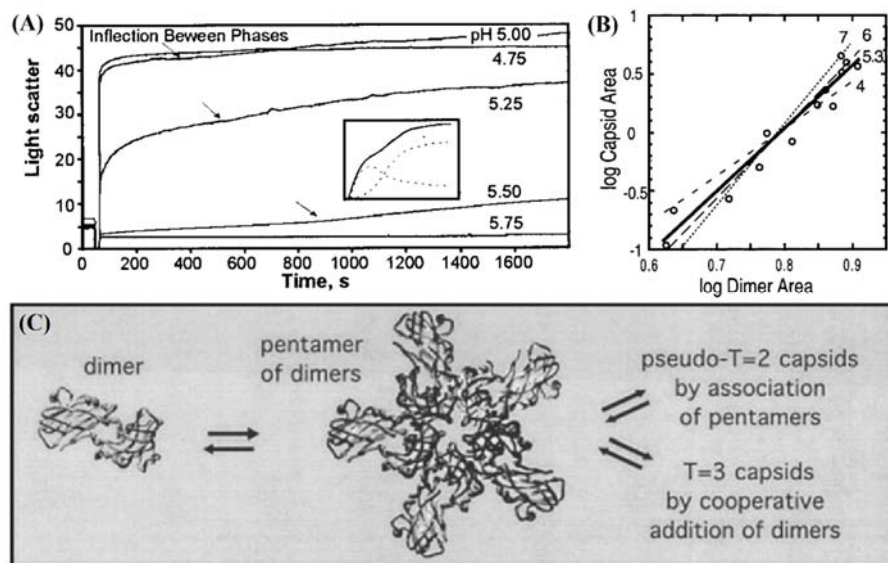 (A)
Light scatter
50
40
30
20
10
0
Inflection Beween Phases
pH 5.00
4.75
5.25
5.50
5.75
0 200 400 600 800 1000 1200 1400 1600
Time, s
(B)
log Capsid Area
1
0.5
0
-0.5
-1
7 6
5.3
4
0.6 0.7 0.8 0.9
log Dimer Area
(C)
dimer
pentamer
of dimers
pseudo-T=2 capsids
by association
of pentamers
T=3 capsids
by cooperative
addition of dimers